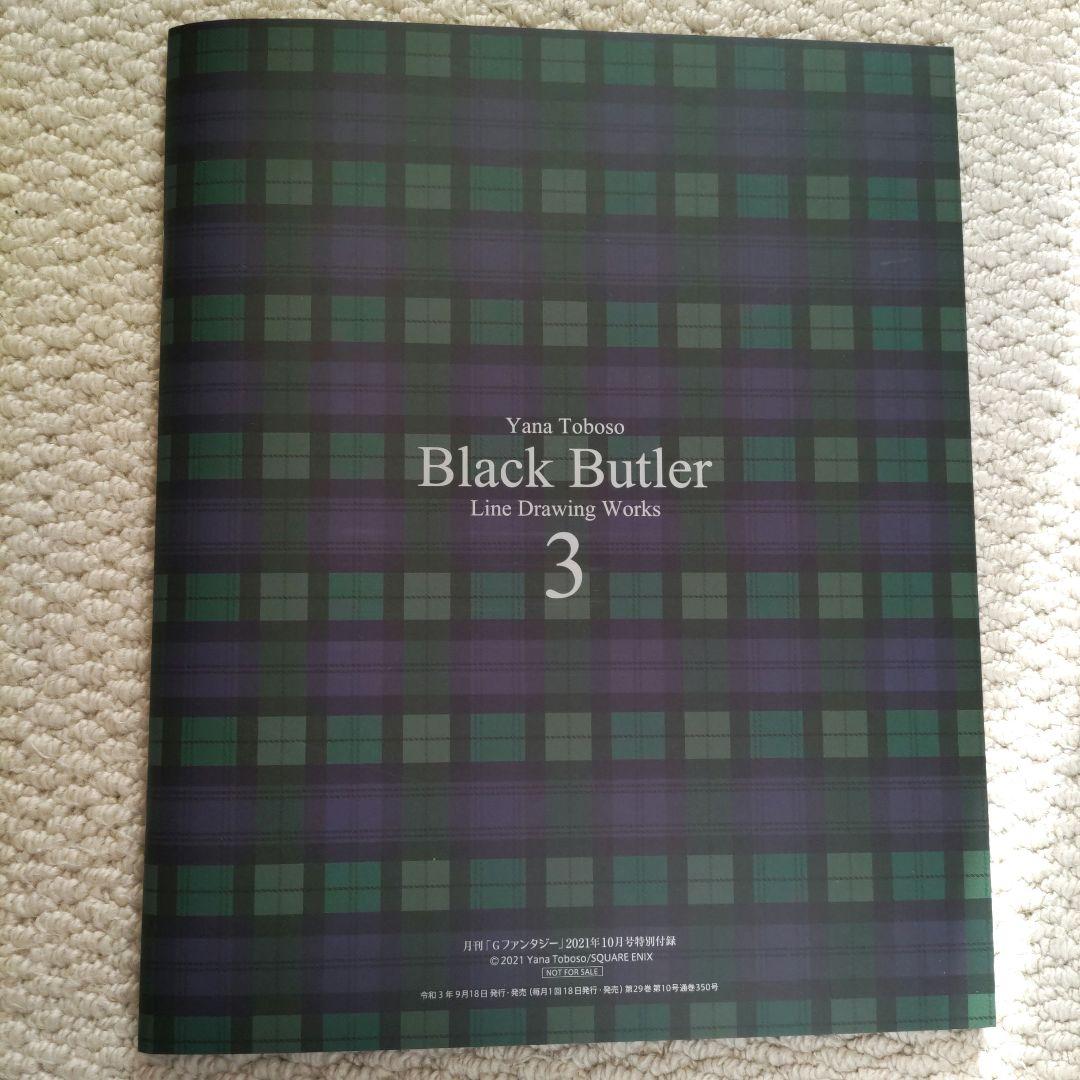 Yana Toboso
Black Butler
Line Drawing Works
3
月刊「Gファンタジー」2021年10月号特別付録
©2021 Yana Toboso/SQUARE ENIX
NOT FOR SALE
令和3年9月18日発行・発売(毎月1回18日発行・発売)第29巻第10号通巻350号